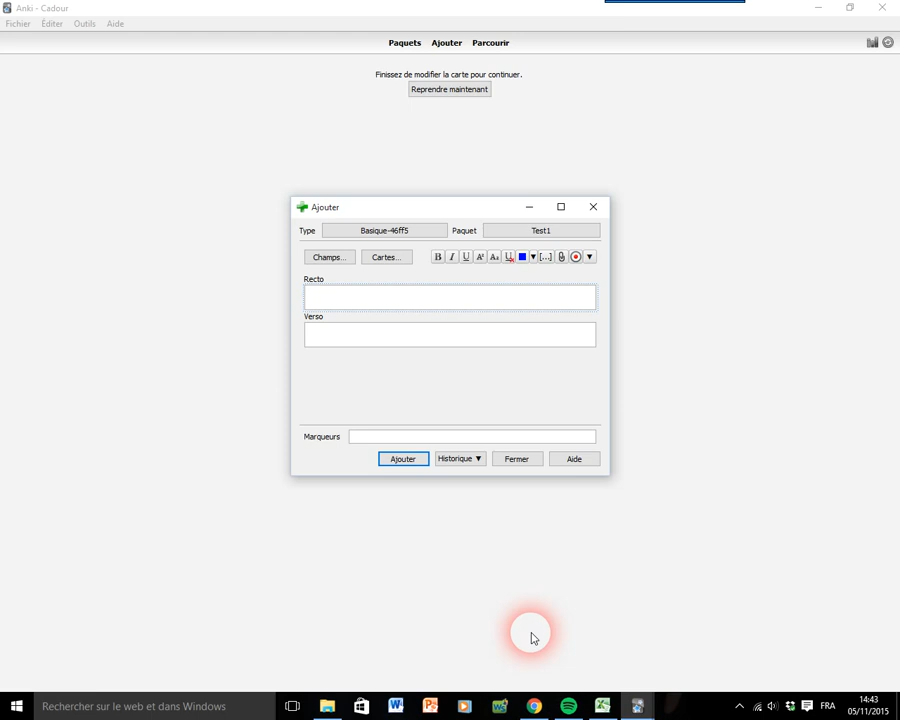 Anki - Cadour
Fichier Éditer Outils Aide
Paquets Ajouter Parcourir
Finissez de modifier la carte pour continuer.
Reprendre maintenant
Ajouter
Type Basique-46ff5 Paquet Test1
Champs... Cartes... B I U A² A₂ U [...]
Recto
Verso
Marqueurs
Ajouter Historique ▼ Fermer Aide
Rechercher sur le web et dans Windows
FRA
14:43
05/11/2015